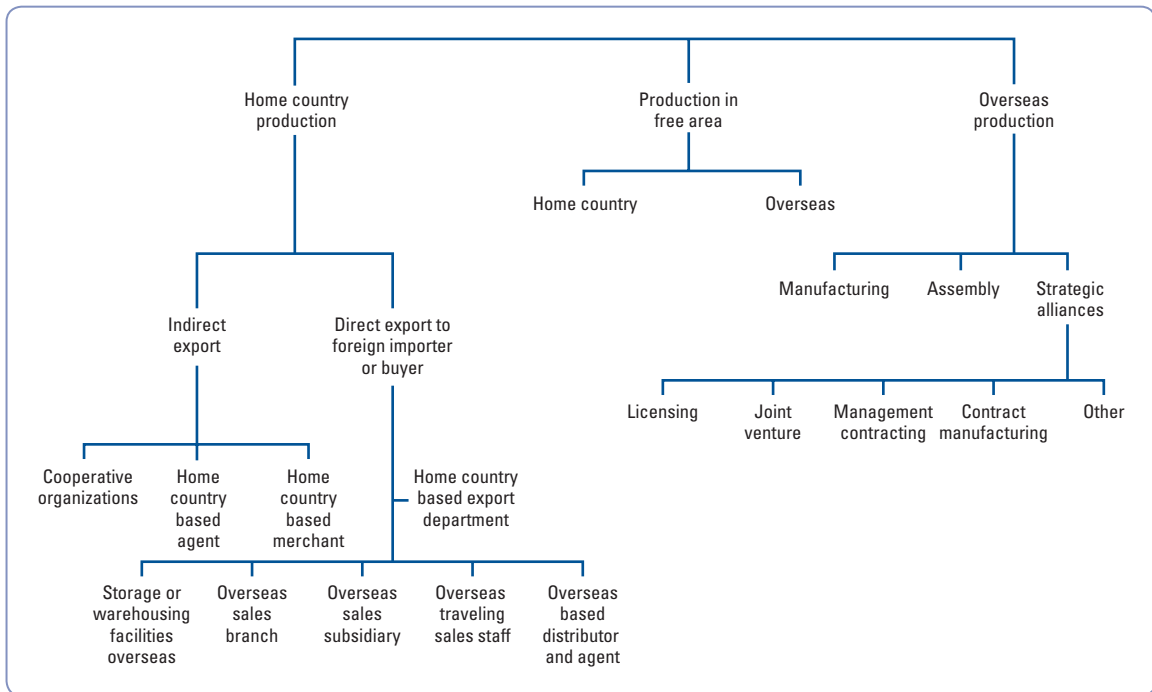 Home country
production
Production in
free area
Overseas
production
Home country
Overseas
Manufacturing
Assembly
Strategic
alliances
Indirect
export
Direct export to
foreign importer
or buyer
Licensing
Joint
venture
Management
contracting
Contract
manufacturing
Other
Cooperative
organizations
Home
country
based
agent
Home
country
based
merchant
Home country
based export
department
Storage or
warehousing
facilities
overseas
Overseas
sales
branch
Overseas
sales
subsidiary
Overseas
traveling
sales staff
Overseas
based
distributor
and agent